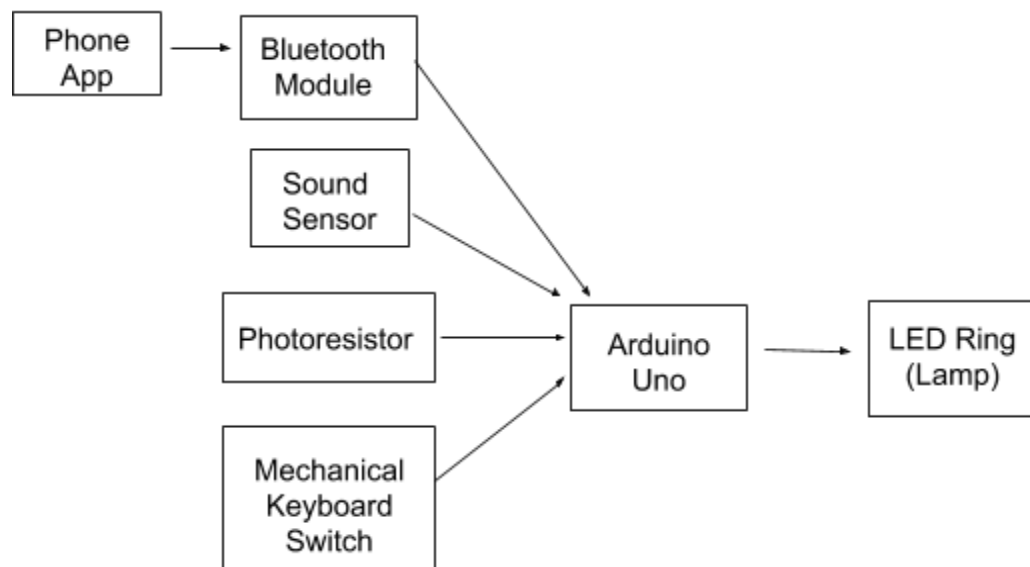 Phone
App
Bluetooth
Module
Sound
Sensor
Photoresistor
Mechanical
Keyboard
Switch
Arduino
Uno
LED Ring
(Lamp)